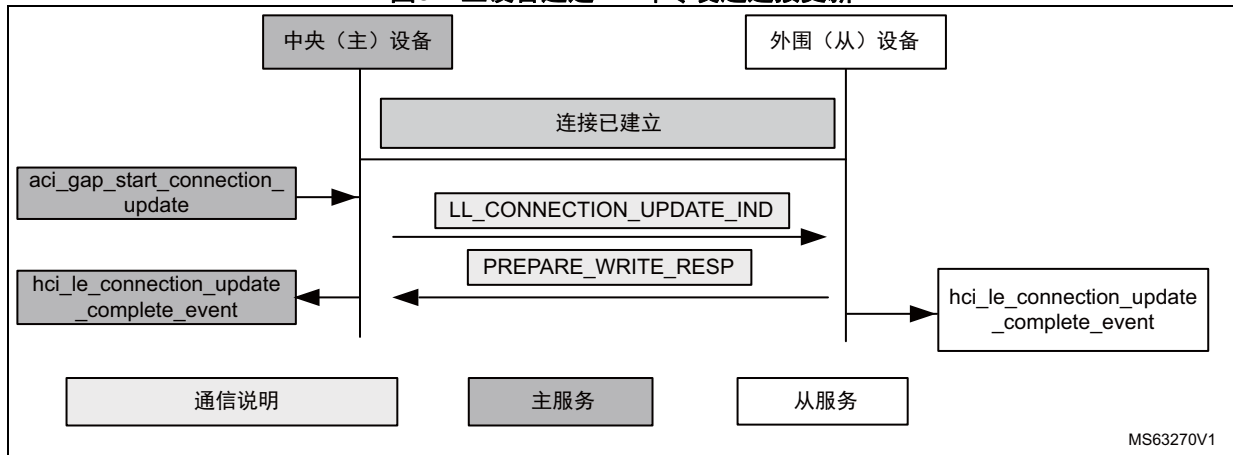 中央（主）设备
外围（从）设备
连接已建立
aci_gap_start_connection_
update
LL_CONNECTION_UPDATE_IND
PREPARE_WRITE_RESP
hci_le_connection_update
_complete_event
hci_le_connection_update
_complete_event
通信说明
主服务
从服务
MS63270V1